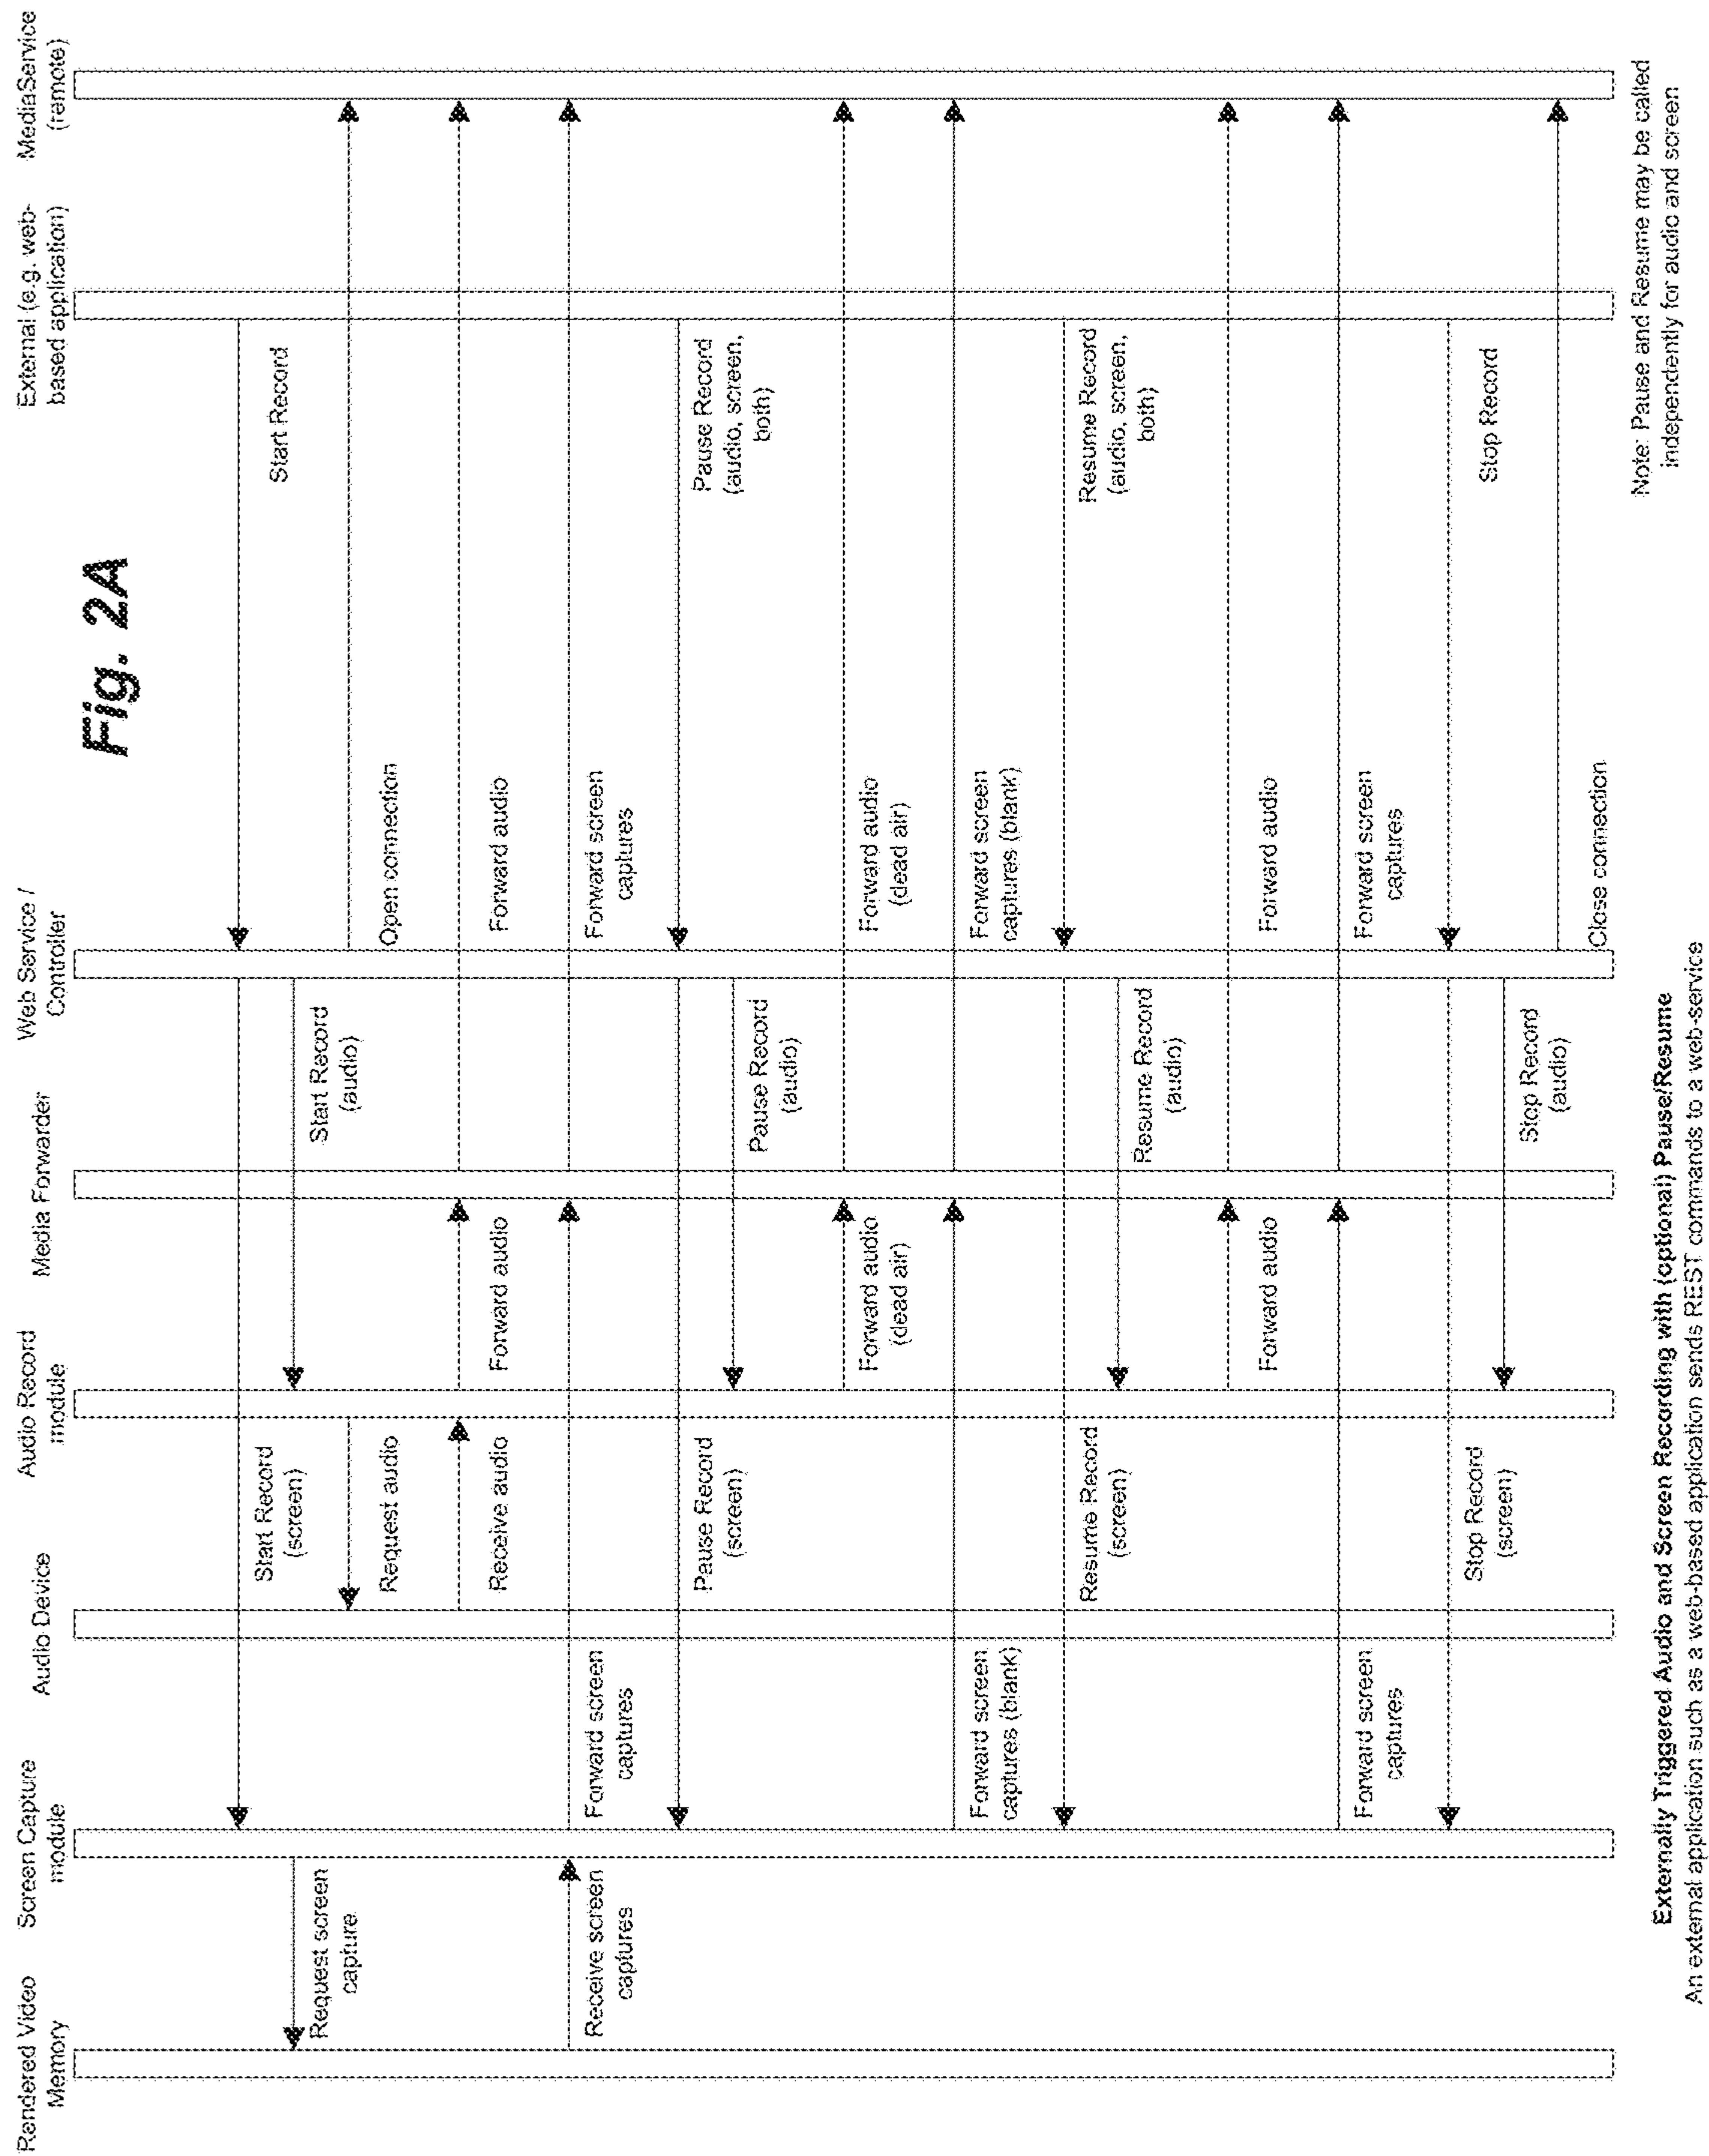 Fig. 2A
Rendered Video
Memory
Screen Capture
module
Audio Device
Audio Record
module
Media Forwarder
Web Service /
Controller
External (e.g. web-
based application)
MediaService
(remote)
Start Record
Start Record
(screen)
Start Record
(audio)
Request screen
capture
Request audio
Open connection
Receive audio
Forward audio
Forward audio
Receive screen
captures
Forward screen
captures
Forward screen
captures
Pause Record
(audio, screen,
both)
Pause Record
(screen)
Pause Record
(audio)
Forward audio
(dead air)
Forward audio
(dead air)
Forward screen
captures (blank)
Forward screen
captures (blank)
Resume Record
(audio, screen,
both)
Resume Record
(screen)
Resume Record
(audio)
Forward audio
Forward audio
Forward screen
captures
Forward screen
captures
Stop Record
Stop Record
(screen)
Stop Record
(audio)
Close connection
Note: Pause and Resume may be called
independently for audio and screen
Externally Triggered Audio and Screen Recording with (optional) Pause/Resume
An external application such as a web-based application sends REST commands to a web-service